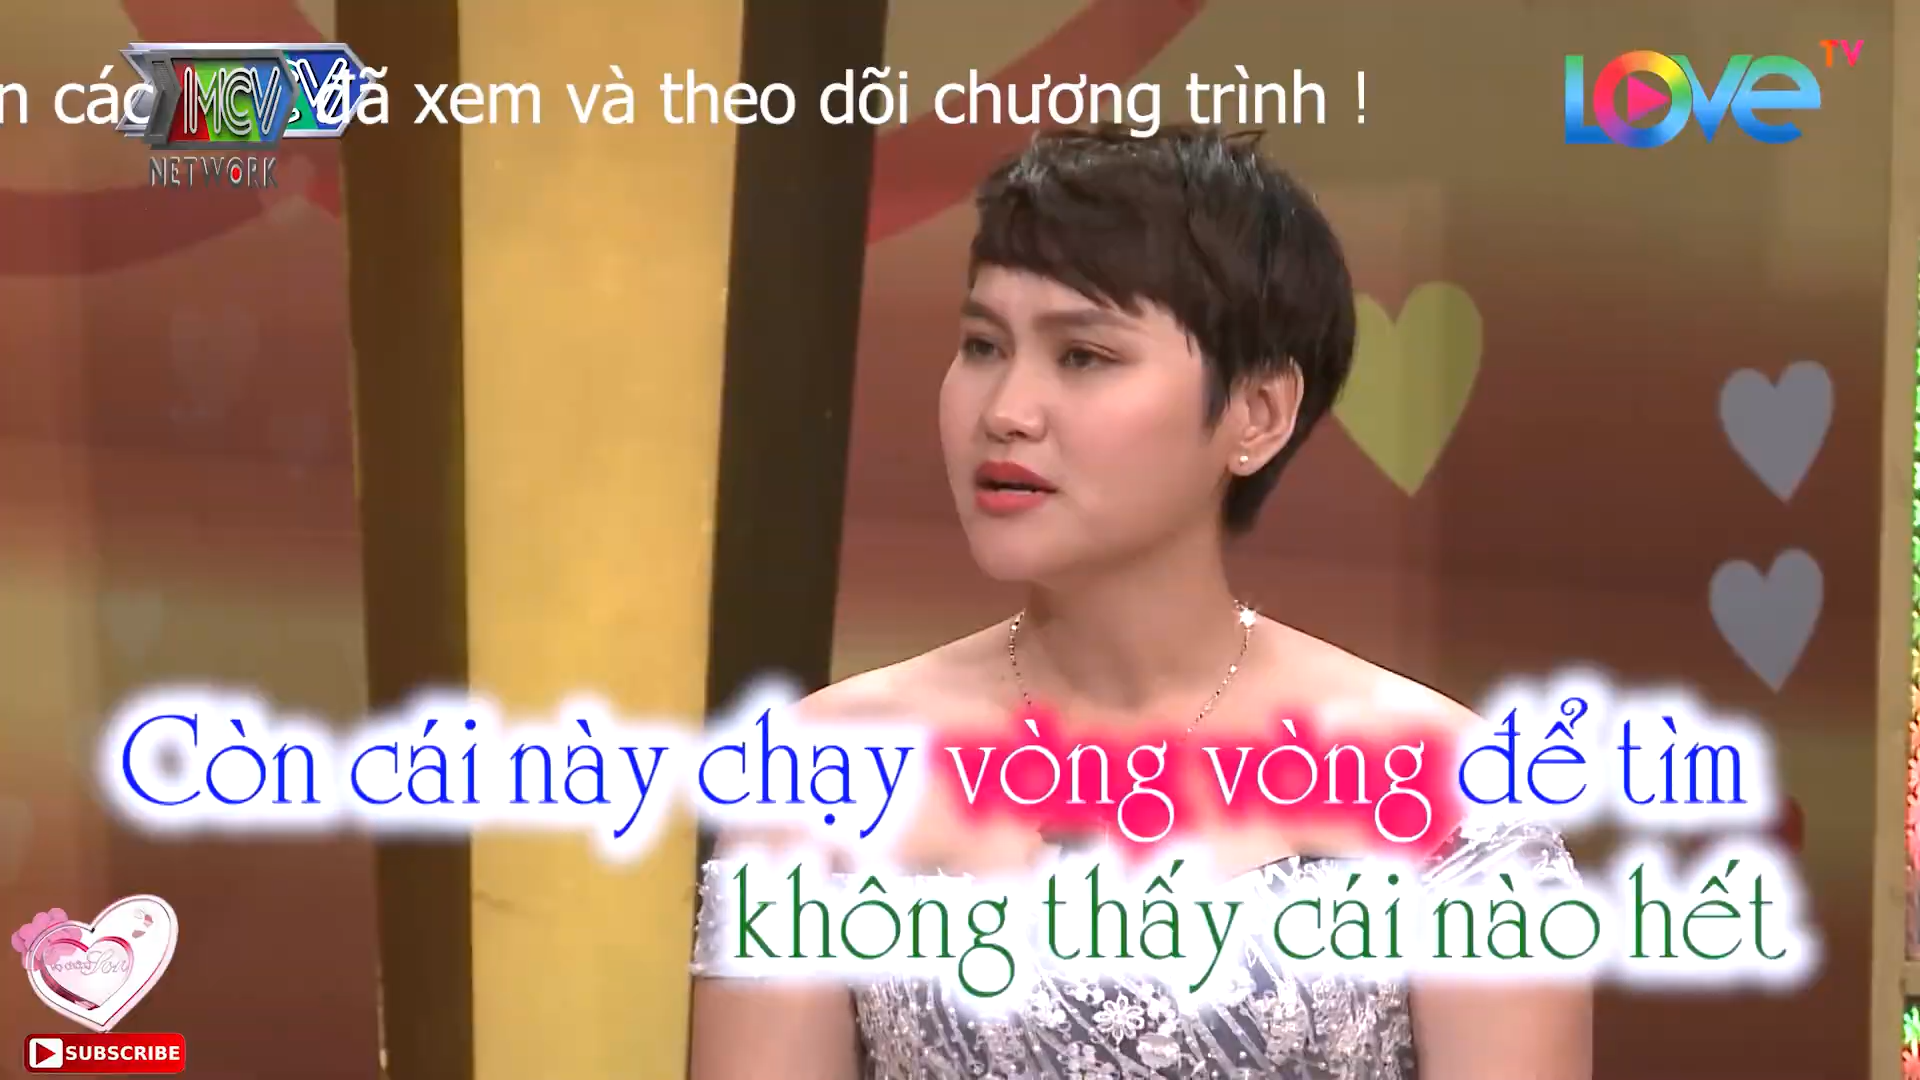 n các đã xem và theo dõi chương trình !
MCV
NETWORK
LOVE TV
Còn cái này chạy vòng vòng để tìm
không thấy cái nào hết
SUBSCRIBE